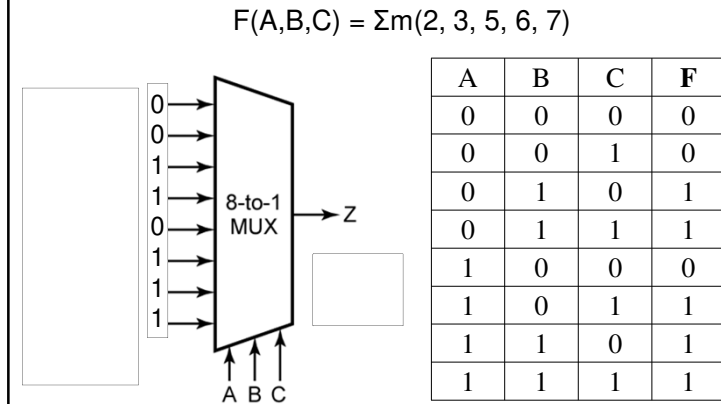 F(A,B,C) = Σm(2, 3, 5, 6, 7)
0
0
1
1
0
1
1
1
8-to-1
MUX
Z
A B C
A B C F
0 0 0 0
0 0 1 0
0 1 0 1
0 1 1 1
1 0 0 0
1 0 1 1
1 1 0 1
1 1 1 1